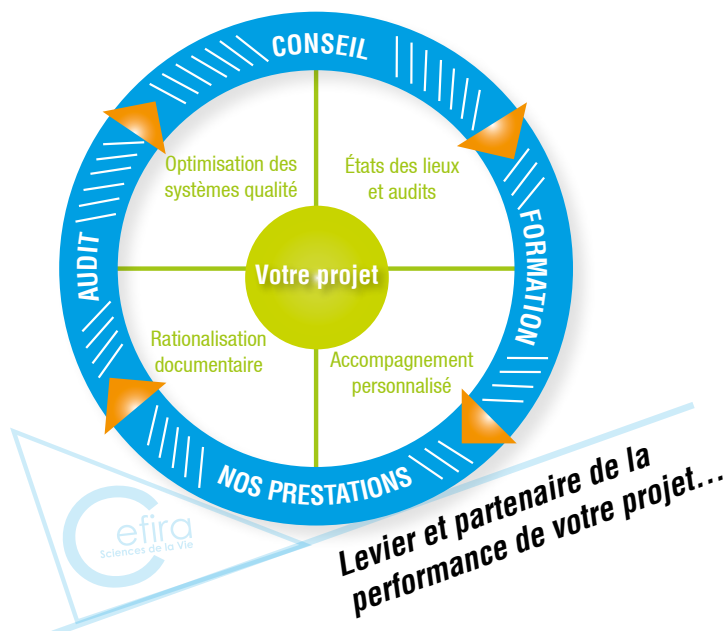 CONSEIL
Optimisation des
systèmes qualité
États des lieux
et audits
AUDIT
FORMATION
Votre projet
Rationalisation
documentaire
Accompagnement
personnalisé
NOS PRESTATIONS
Cefira
Sciences de la Vie
Levier et partenaire de la
performance de votre projet...